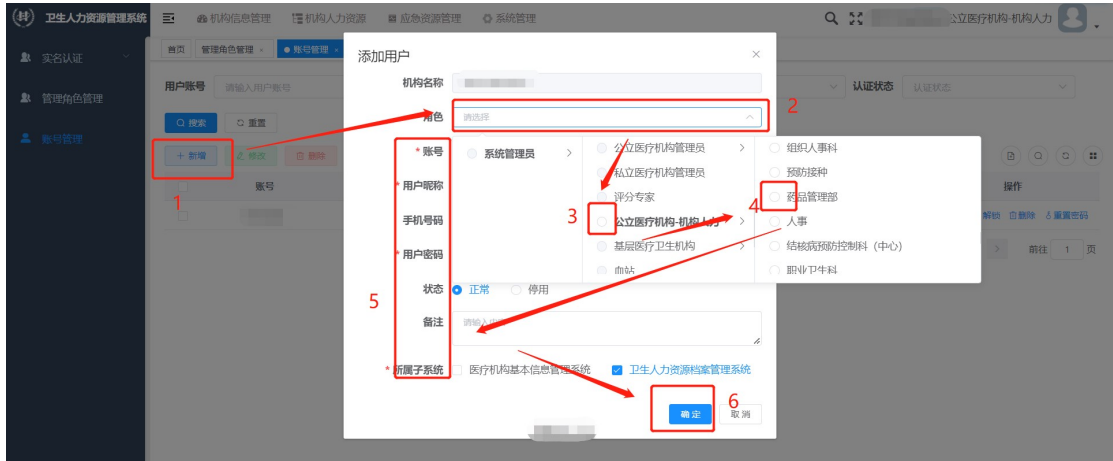 卫生人力资源管理系统 机构信息管理 机构人力资源 应急资源管理 系统管理 公立医疗机构-机构人力
实名认证
管理角色管理
账号管理
首页 管理角色管理 × 账号管理 ×
用户账号 请输入用户账号 认证状态 认证状态
搜索 重置
+ 新增 修改 删除
1
账号 操作
解锁 删除 重置密码
前往 1 页
添加用户 ×
机构名称
角色 请选择 2
* 账号
* 用户昵称
手机号码
* 用户密码
状态 正常 停用
5
备注 请输入内容
* 所属子系统 医疗机构基本信息管理系统 卫生人力资源档案管理系统
确定 取消 6
系统管理员 >
公立医疗机构管理员 >
私立医疗机构管理员
评分专家
3 公立医疗机构-机构人力 >
基层医疗卫生机构 >
血站
组织人事科
预防接种
4 药品管理部
人事
结核病预防控制科（中心）
职业卫生科